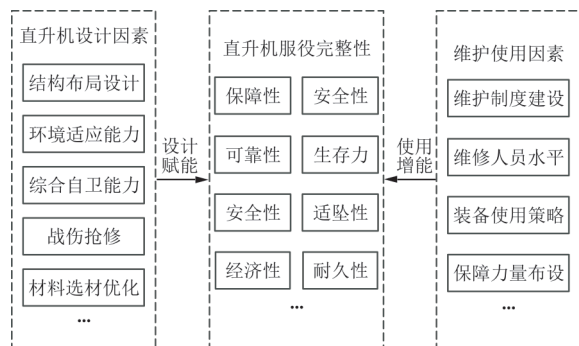 直升机设计因素
结构布局设计
环境适应能力
综合自卫能力
战伤抢修
材料选材优化
...
设计
赋能
直升机服役完整性
保障性 安全性
可靠性 生存力
安全性 适坠性
经济性 耐久性
...
使用
增能
维护使用因素
维护制度建设
维修人员水平
装备使用策略
保障力量布设
...